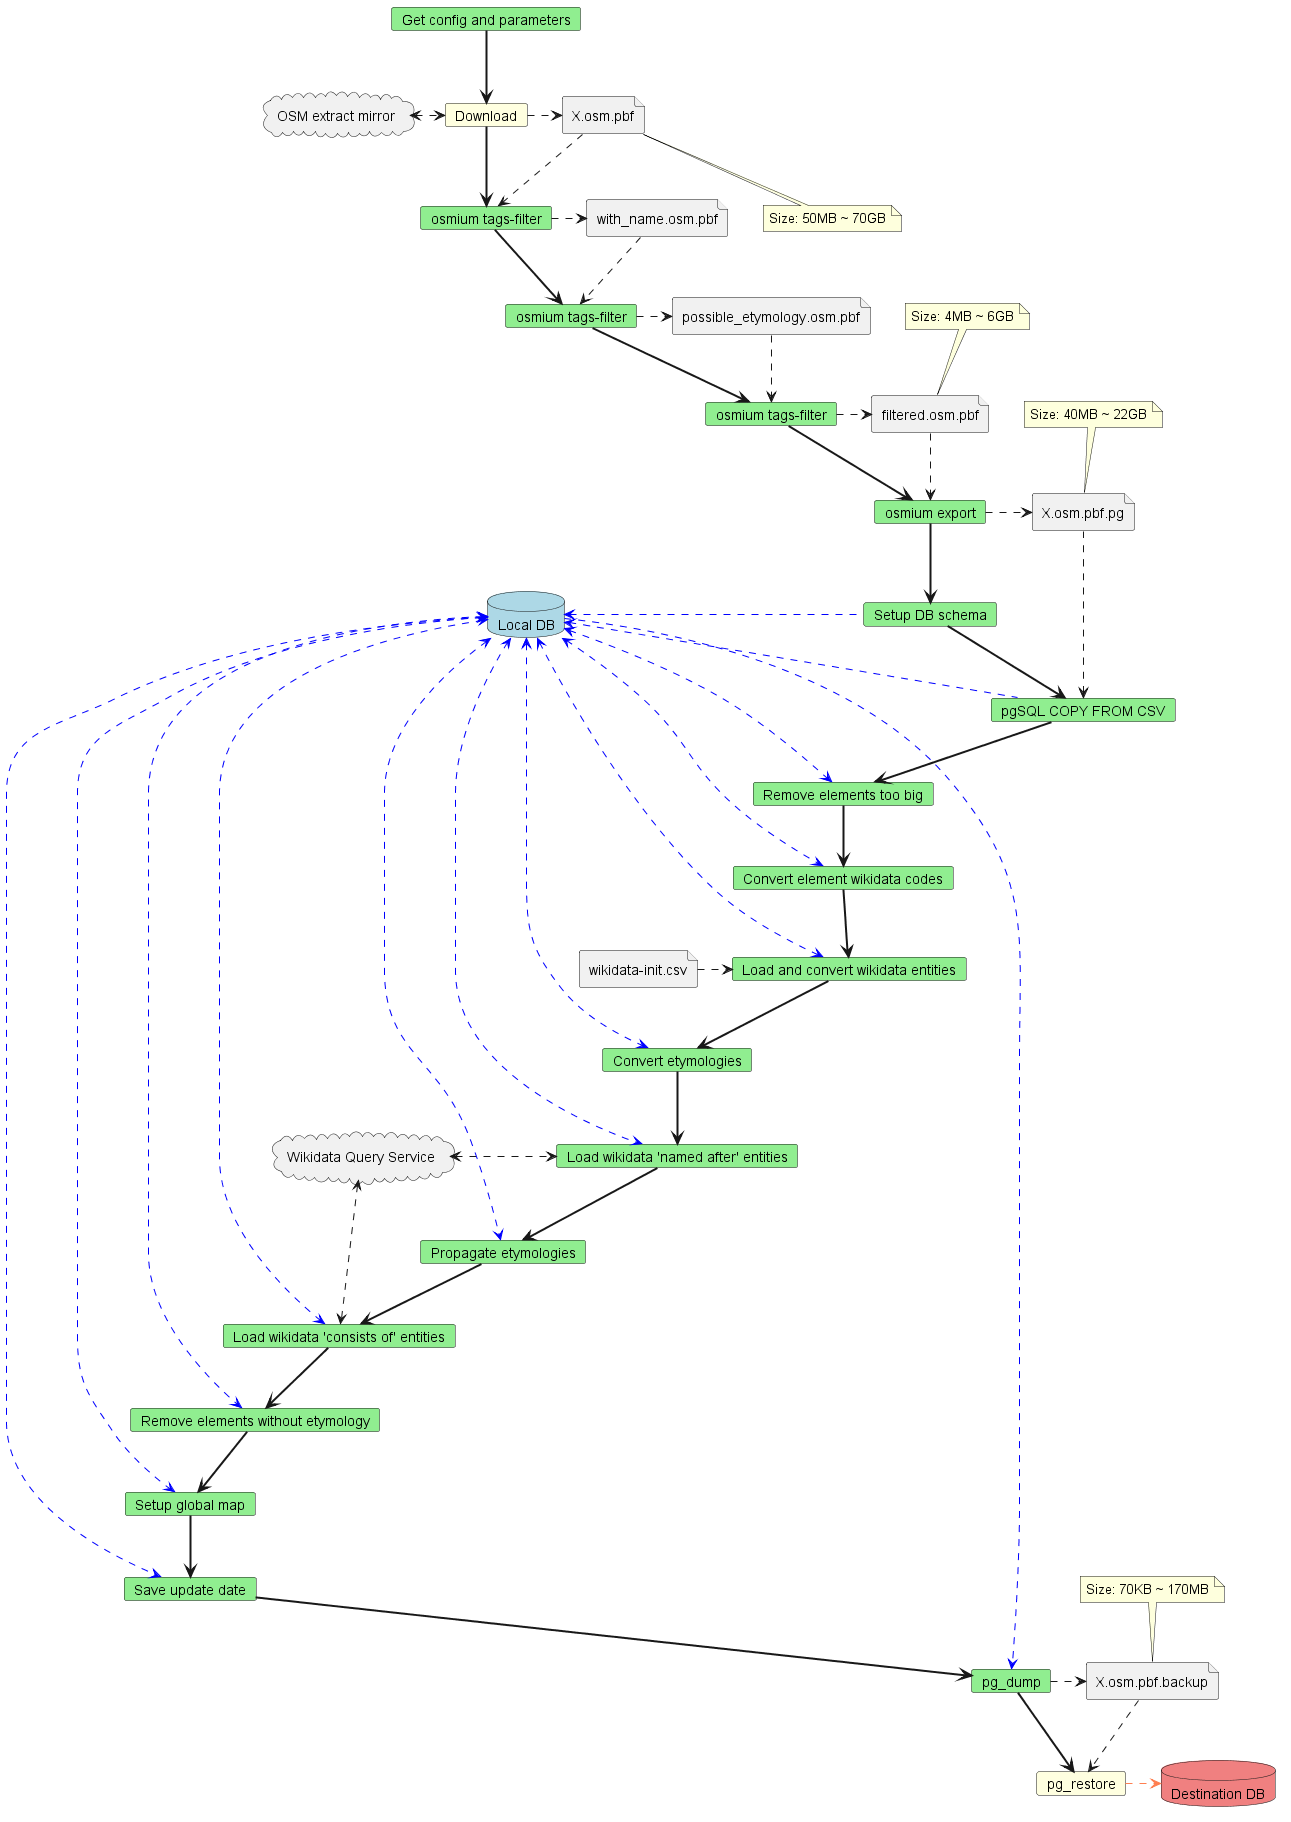 Get config and parameters
OSM extract mirror
Download
X.osm.pbf
osmium tags-filter
with_name.osm.pbf
Size: 50MB ~ 70GB
osmium tags-filter
possible_etymology.osm.pbf
Size: 4MB ~ 6GB
osmium tags-filter
filtered.osm.pbf
Size: 40MB ~ 22GB
osmium export
X.osm.pbf.pg
Local DB
Setup DB schema
pgSQL COPY FROM CSV
Remove elements too big
Convert element wikidata codes
wikidata-init.csv
Load and convert wikidata entities
Convert etymologies
Wikidata Query Service
Load wikidata 'named after' entities
Propagate etymologies
Load wikidata 'consists of' entities
Remove elements without etymology
Setup global map
Save update date
Size: 70KB ~ 170MB
pg_dump
X.osm.pbf.backup
pg_restore
Destination DB